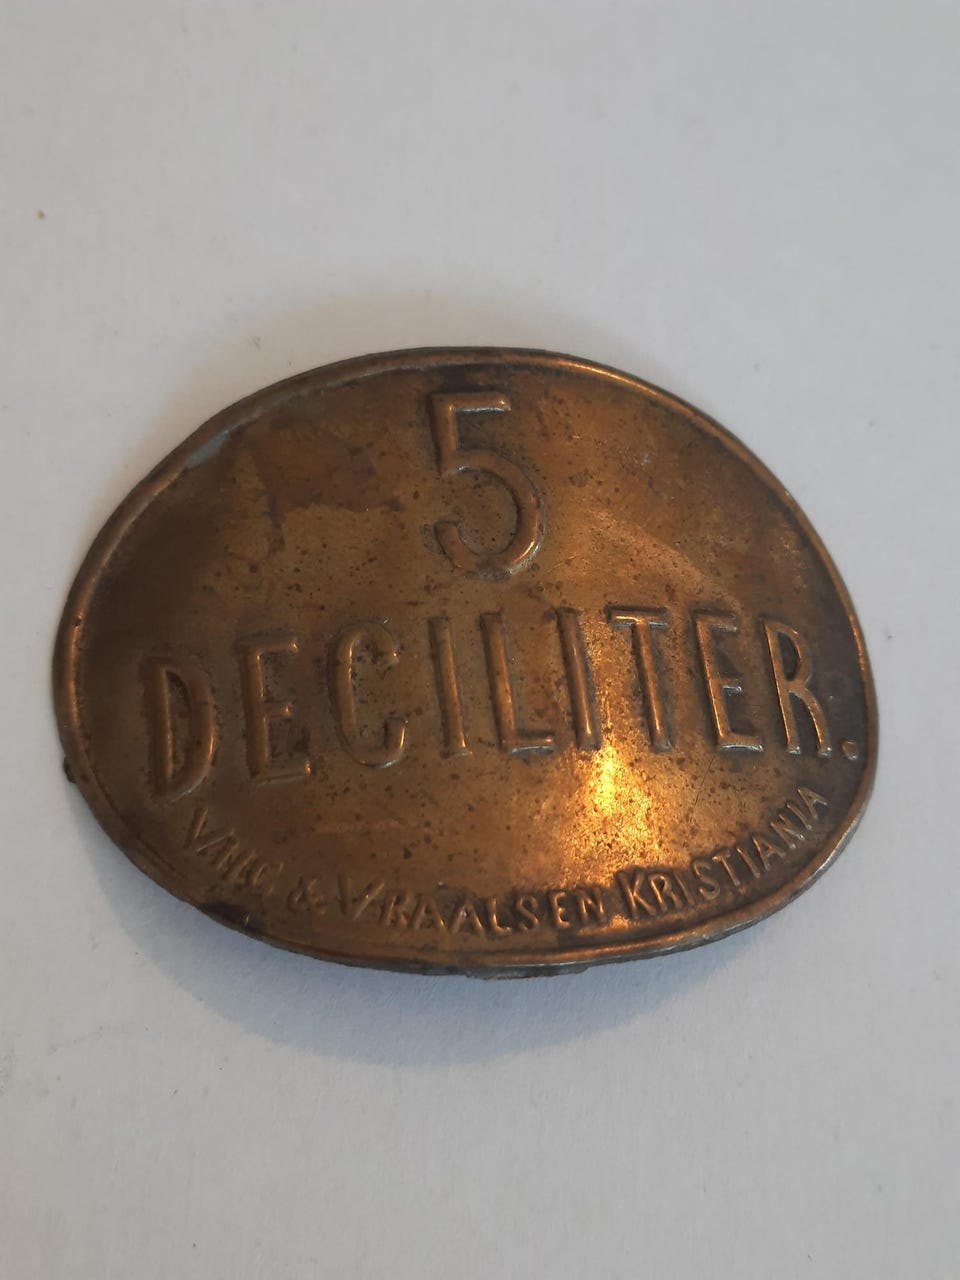 5
DECILITER.
& VRAALSEN KRISTIANIA